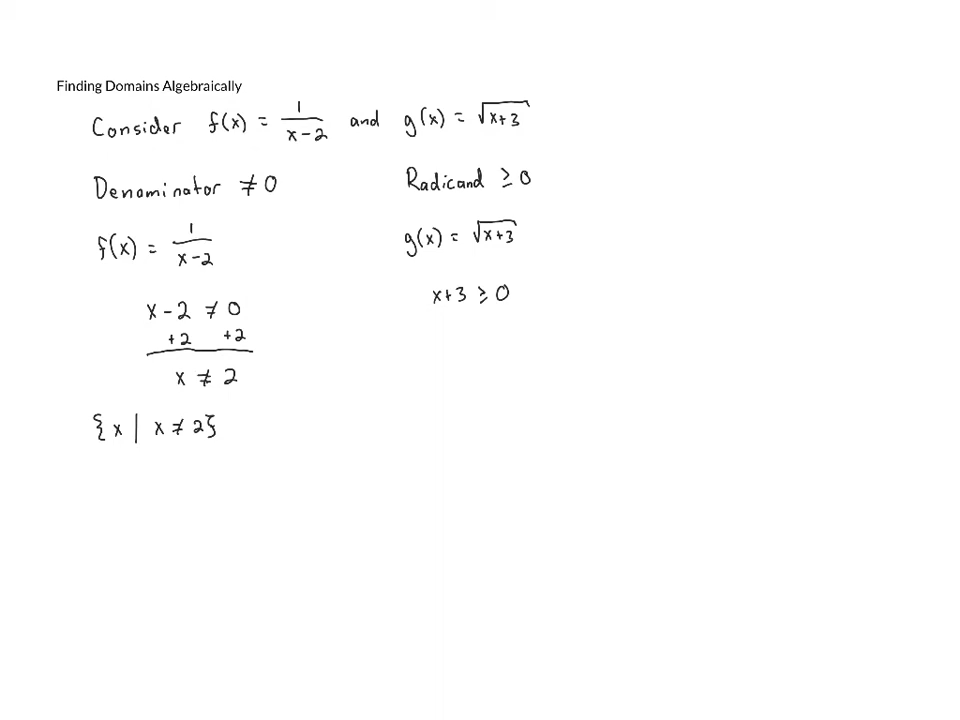 Finding Domains Algebraically
Consider f(x) = 1/(x-2) and g(x) = √(x+3)
Denominator ≠ 0
Radicand ≥ 0
f(x) = 1/(x-2)
g(x) = √(x+3)
x-2 ≠ 0
x+3 ≥ 0
+2 +2
x ≠ 2
{x | x ≠ 2}